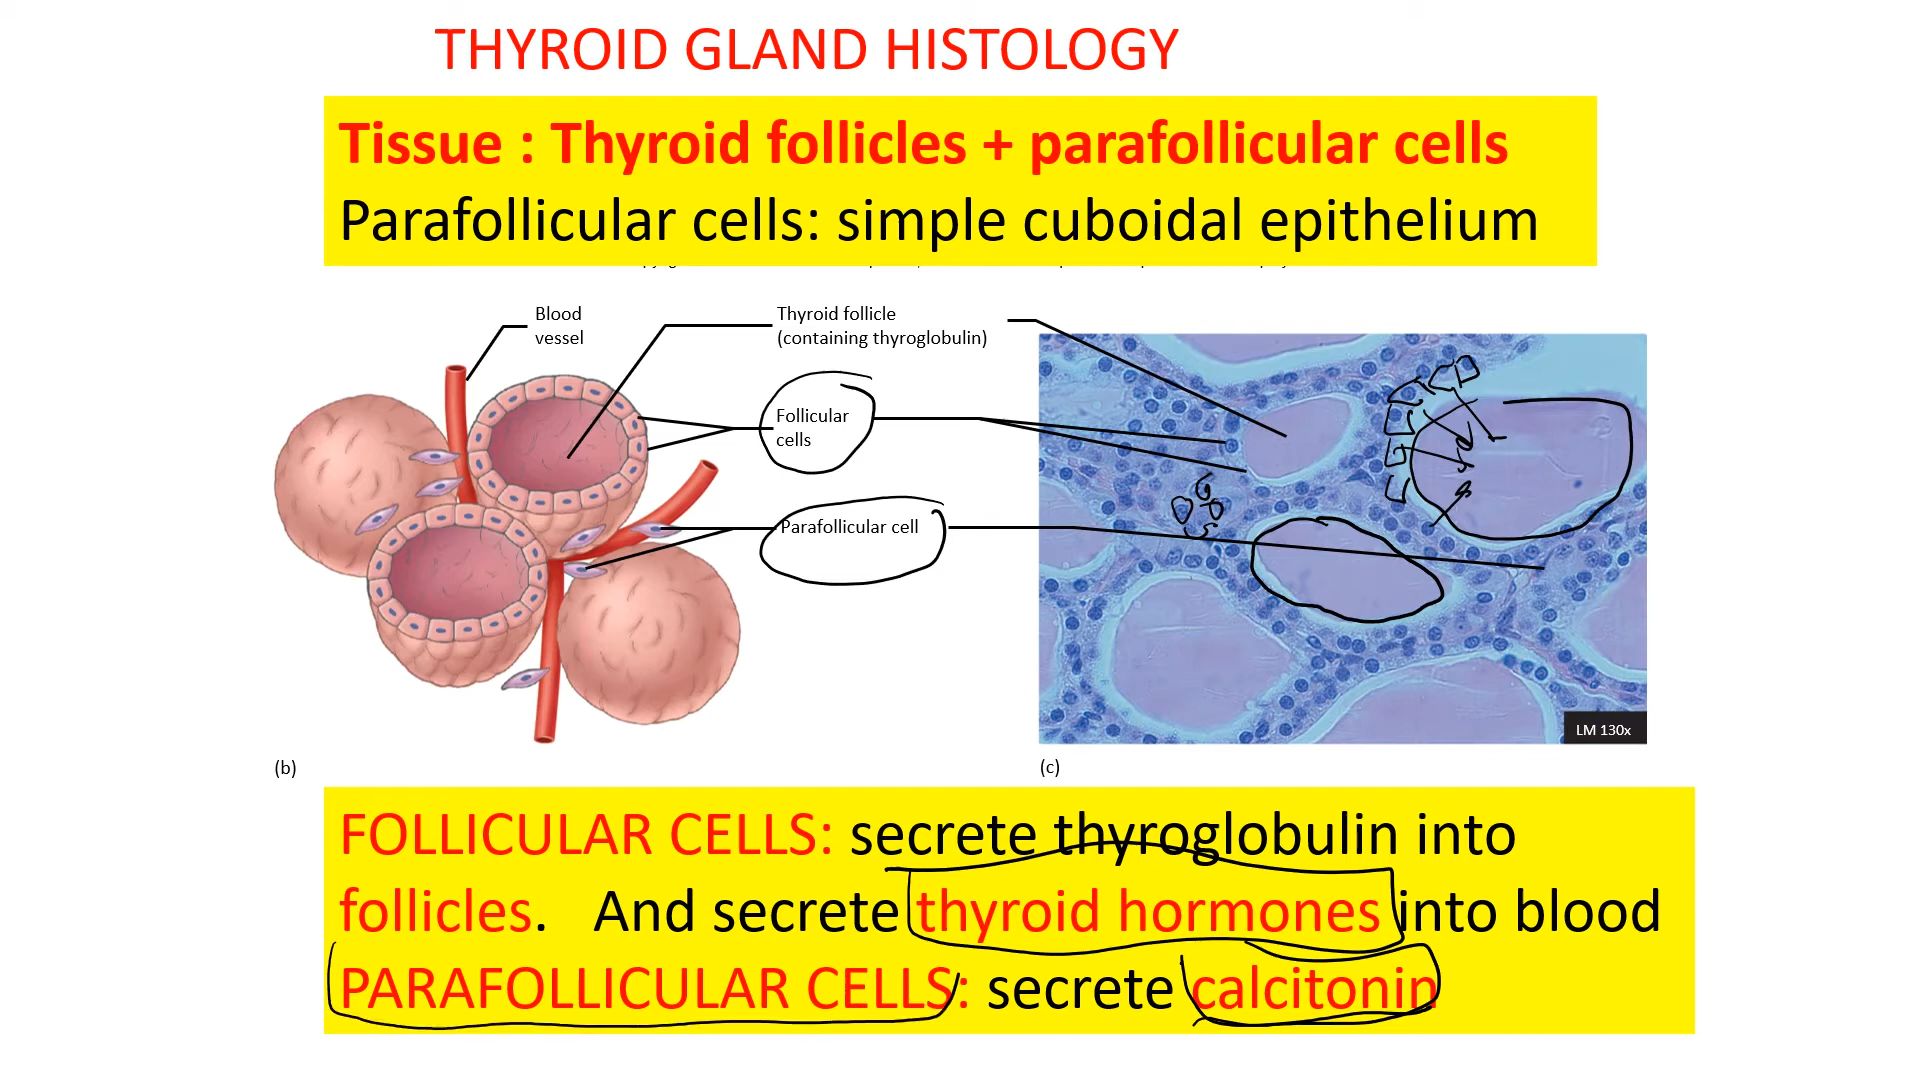 THYROID GLAND HISTOLOGY
Tissue : Thyroid follicles + parafollicular cells
Parafollicular cells: simple cuboidal epithelium
Blood
vessel
Thyroid follicle
(containing thyroglobulin)
Follicular
cells
Parafollicular cell
LM 130x
(b)
(c)
FOLLICULAR CELLS: secrete thyroglobulin into
follicles. And secrete thyroid hormones into blood
PARAFOLLICULAR CELLS: secrete calcitonin